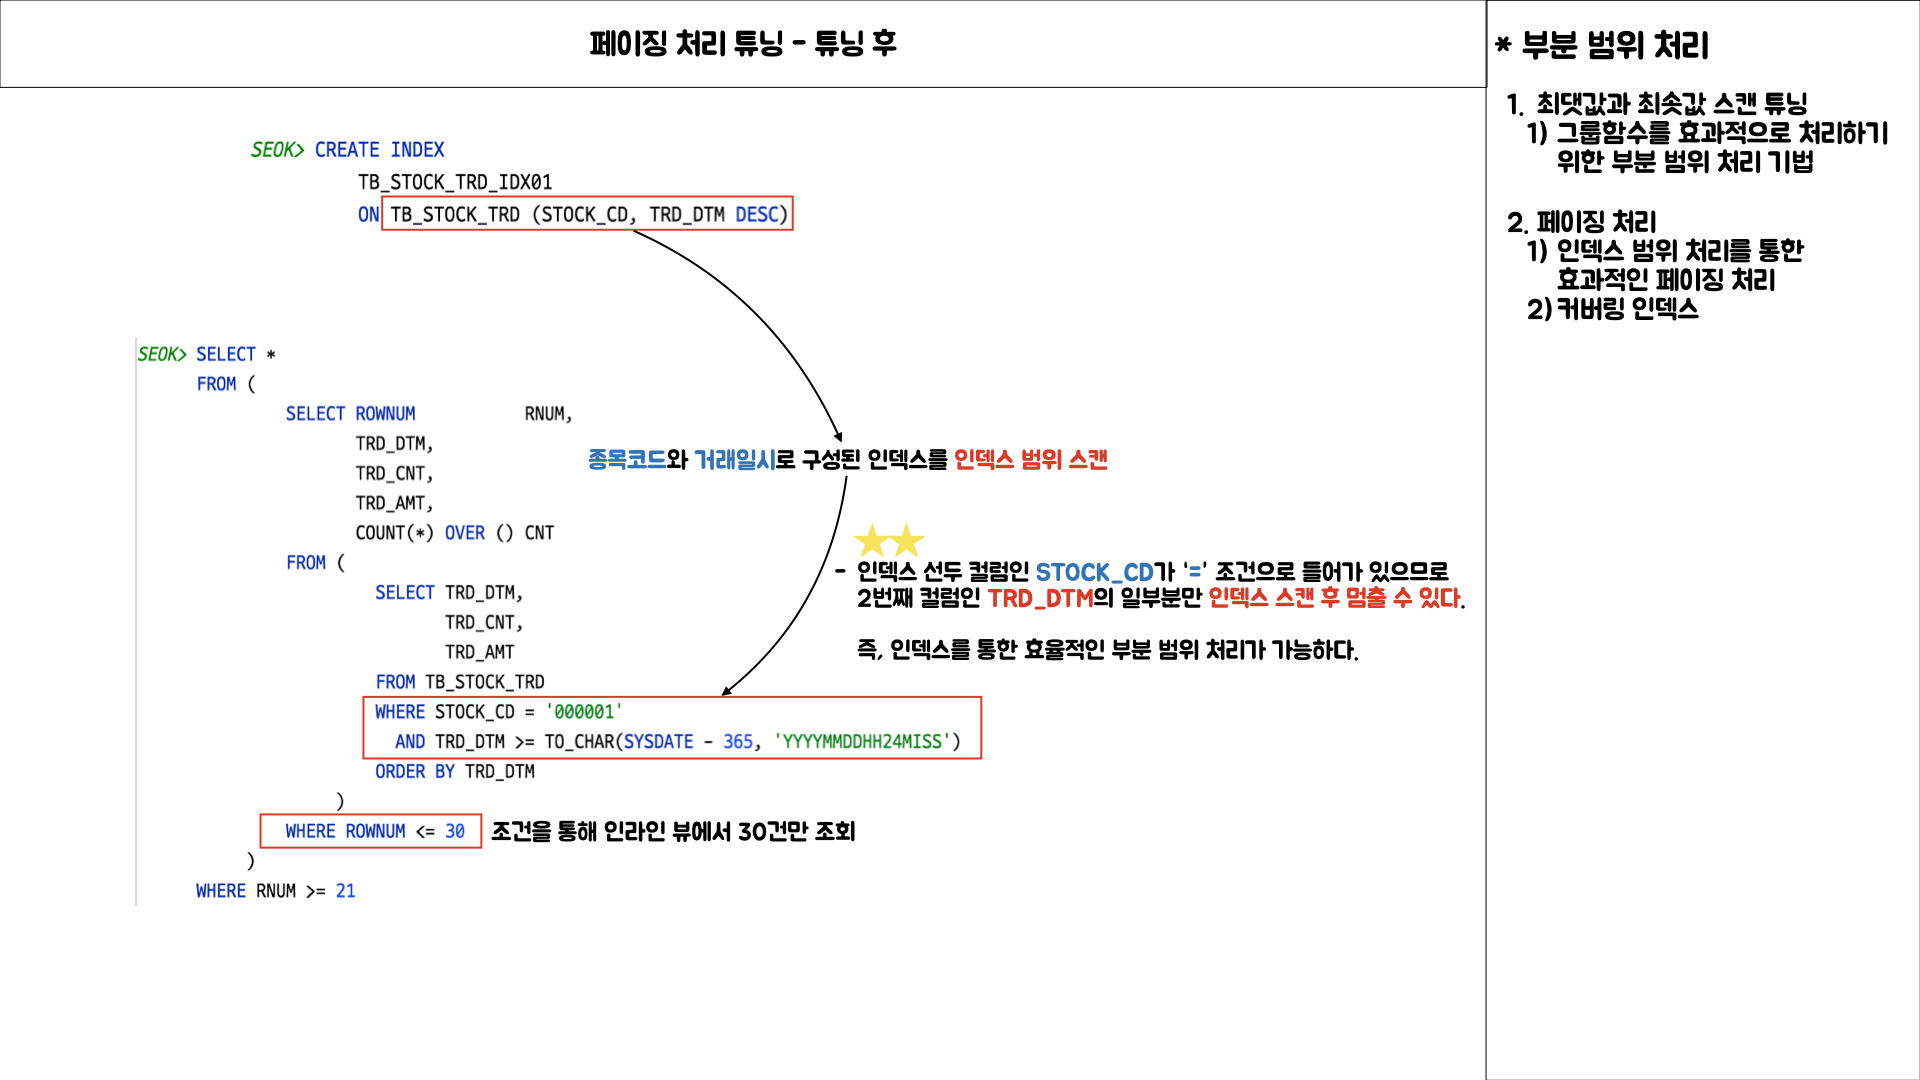 페이징 처리 튜닝 - 튜닝 후
SEOK> CREATE INDEX
TB_STOCK_TRD_IDX01
ON TB_STOCK_TRD (STOCK_CD, TRD_DTM DESC)
SEOK> SELECT *
FROM (
SELECT ROWNUM RNUM,
TRD_DTM,
TRD_CNT,
TRD_AMT,
COUNT(*) OVER () CNT
FROM (
SELECT TRD_DTM,
TRD_CNT,
TRD_AMT
FROM TB_STOCK_TRD
WHERE STOCK_CD = '000001'
AND TRD_DTM >= TO_CHAR(SYSDATE - 365, 'YYYYMMDDHH24MISS')
ORDER BY TRD_DTM
)
WHERE ROWNUM <= 30 조건을 통해 인라인 뷰에서 30건만 조회
)
WHERE RNUM >= 21
종목코드와 거래일시로 구성된 인덱스를 인덱스 범위 스캔
- 인덱스 선두 컬럼인 STOCK_CD가 '=' 조건으로 들어가 있으므로
2번째 컬럼인 TRD_DTM의 일부분만 인덱스 스캔 후 멈출 수 있다.
즉, 인덱스를 통한 효율적인 부분 범위 처리가 가능하다.
* 부분 범위 처리
1. 최댓값과 최솟값 스캔 튜닝
1) 그룹함수를 효과적으로 처리하기
위한 부분 범위 처리 기법
2. 페이징 처리
1) 인덱스 범위 처리를 통한
효과적인 페이징 처리
2) 커버링 인덱스